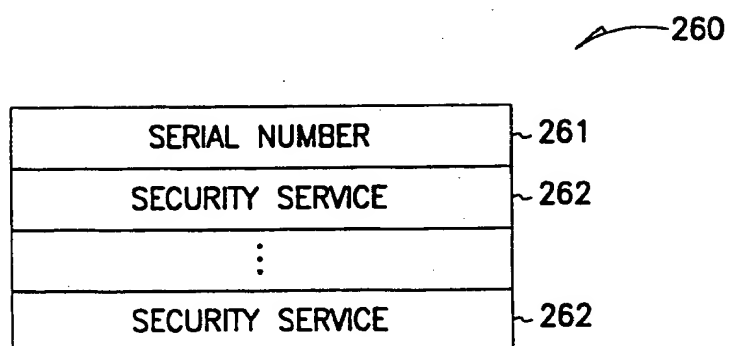 260
SERIAL NUMBER 261
SECURITY SERVICE 262
⋮
SECURITY SERVICE 262